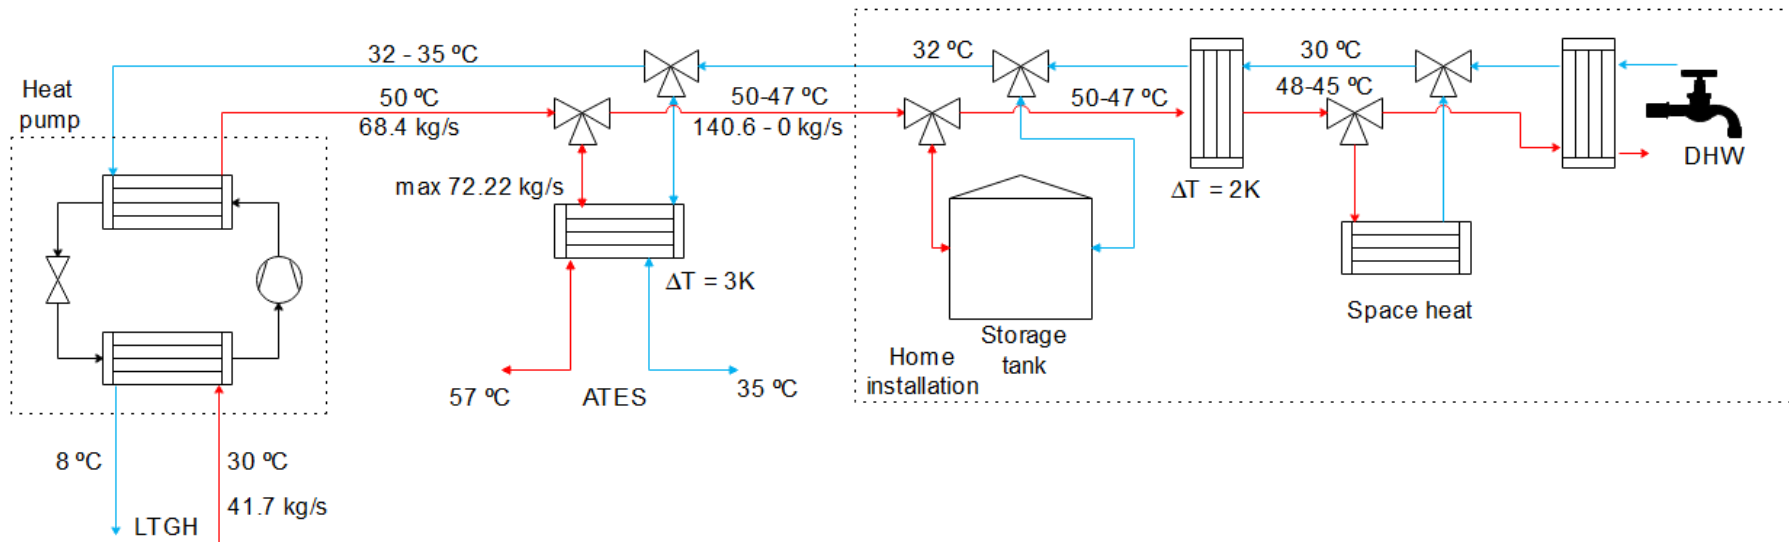 Heat
pump
32 - 35 ºC
50 ºC
68.4 kg/s
50-47 ºC
140.6 - 0 kg/s
max 72.22 kg/s
ΔT = 3K
57 ºC
ATES
35 ºC
8 ºC
30 ºC
41.7 kg/s
LTGH
32 ºC
50-47 ºC
30 ºC
48-45 ºC
ΔT = 2K
DHW
Space heat
Storage
tank
Home
installation